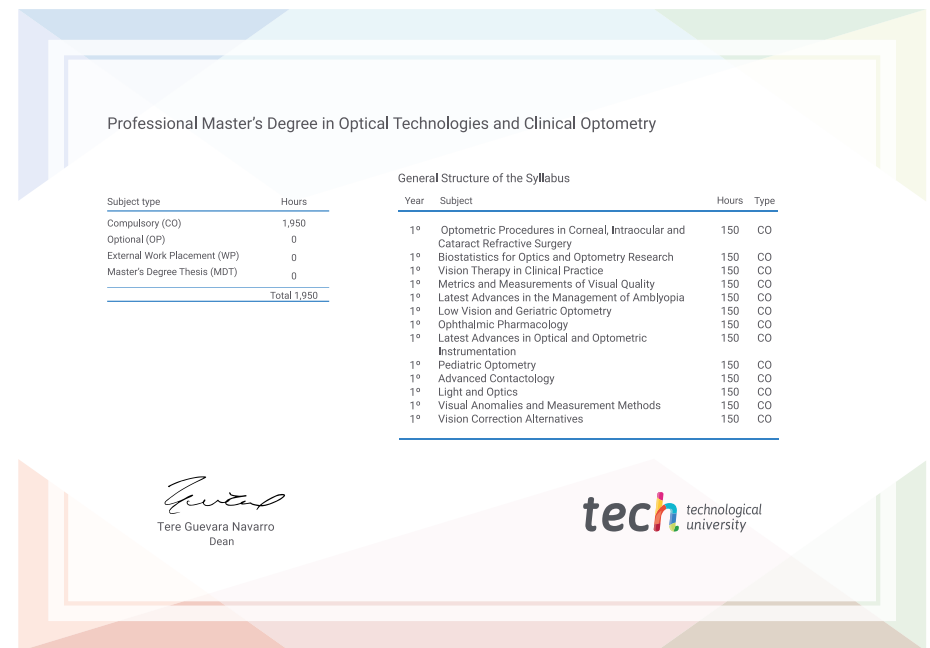 Professional Master's Degree in Optical Technologies and Clinical Optometry
Subject type Hours
Compulsory (CO) 1,950
Optional (OP) 0
External Work Placement (WP) 0
Master's Degree Thesis (MDT) 0
Total 1,950
General Structure of the Syllabus
Year Subject Hours Type
1º Optometric Procedures in Corneal, Intraocular and 150 CO
Cataract Refractive Surgery
1º Biostatistics for Optics and Optometry Research 150 CO
1º Vision Therapy in Clinical Practice 150 CO
1º Metrics and Measurements of Visual Quality 150 CO
1º Latest Advances in the Management of Amblyopia 150 CO
1º Low Vision and Geriatric Optometry 150 CO
1º Ophthalmic Pharmacology 150 CO
1º Latest Advances in Optical and Optometric 150 CO
Instrumentation
1º Pediatric Optometry 150 CO
1º Advanced Contactology 150 CO
1º Light and Optics 150 CO
1º Visual Anomalies and Measurement Methods 150 CO
1º Vision Correction Alternatives 150 CO
Tere Guevara Navarro
Dean
tech technological
university